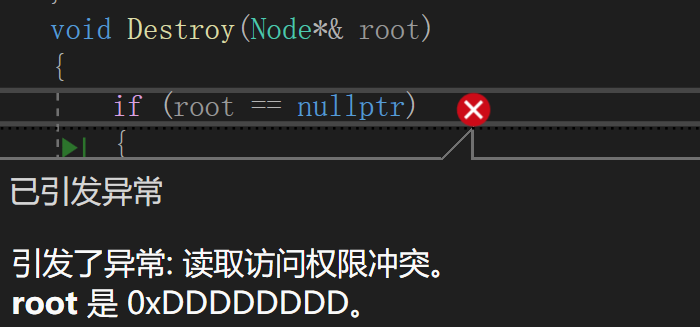 void Destroy(Node*& root)
{
if (root == nullptr)
{
已引发异常
引发了异常: 读取访问权限冲突。
root 是 0xDDDDDDDD。